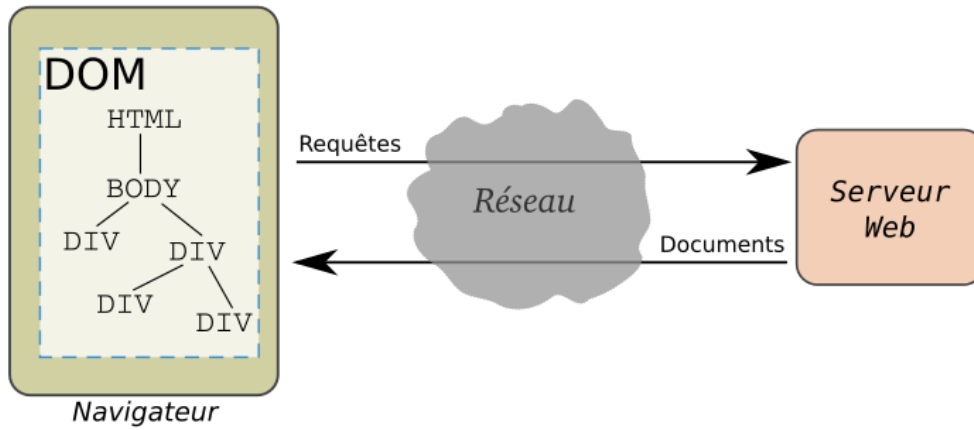 DOM
HTML
BODY
DIV
DIV
DIV
DIV
Navigateur
Requêtes
Réseau
Documents
Serveur
Web